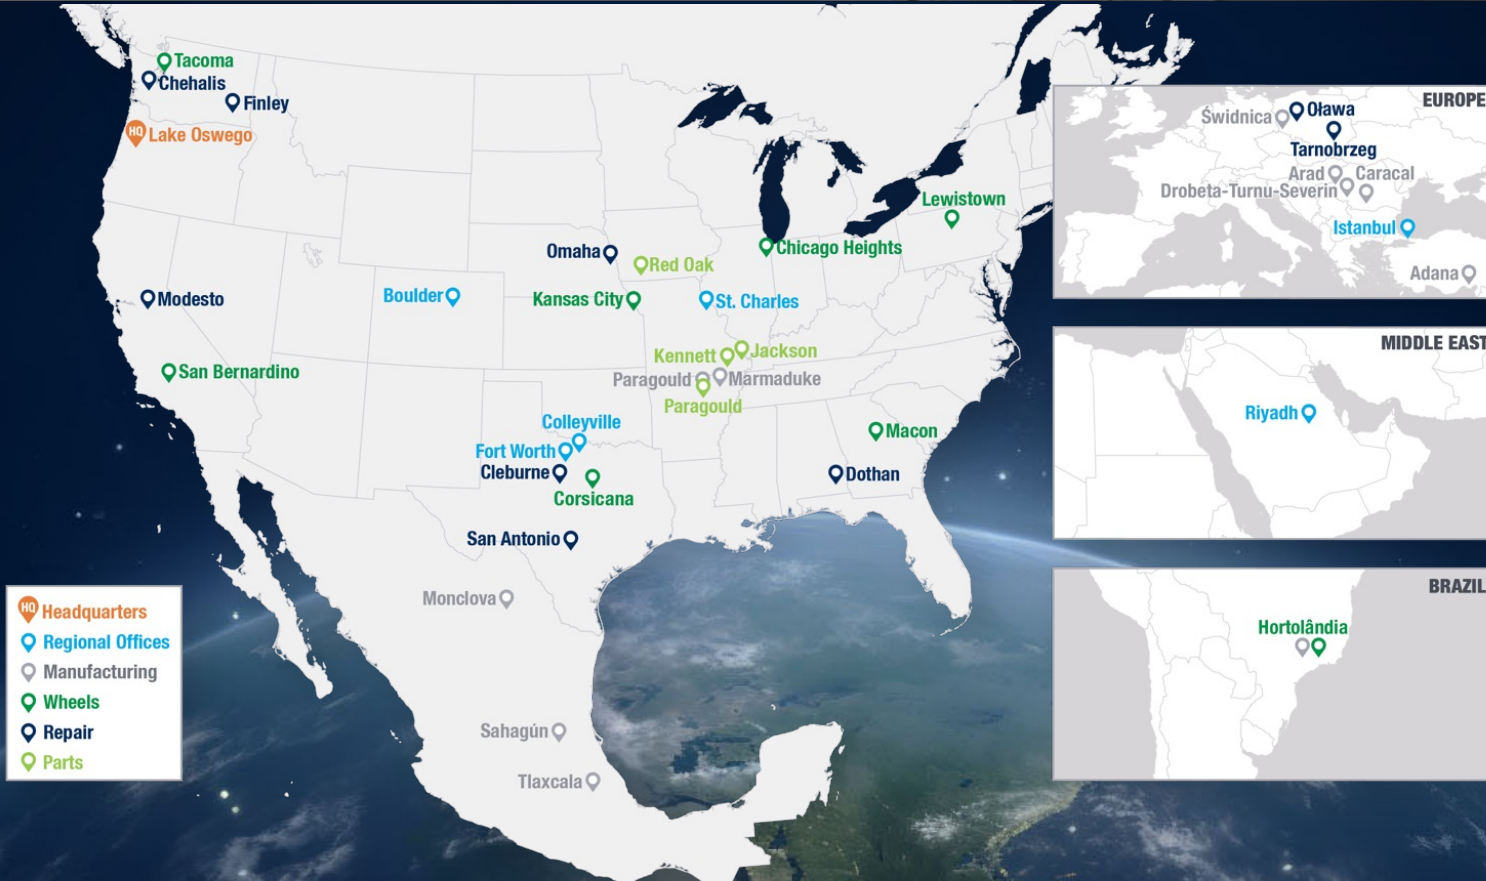 Tacoma
Chehalis
Finley
HQ Lake Oswego
Lewistown
Omaha
Chicago Heights
Red Oak
Modesto
Boulder
Kansas City
St. Charles
Kennett
Jackson
San Bernardino
Paragould
Marmaduke
Paragould
Colleyville
Macon
Fort Worth
Cleburne
Dothan
Corsicana
San Antonio
Monclova
Sahagún
Tlaxcala
HQ Headquarters
Regional Offices
Manufacturing
Wheels
Repair
Parts
EUROPE
Świdnica
Oława
Tarnobrzeg
Arad
Caracal
Drobeta-Turnu-Severin
Istanbul
Adana
MIDDLE EAST
Riyadh
BRAZIL
Hortolândia